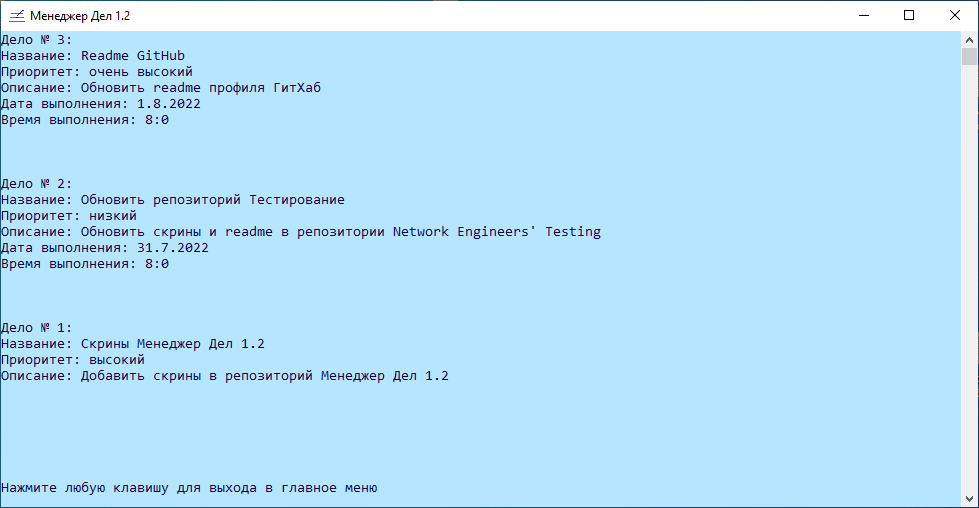 Менеджер Дел 1.2
Дело № 3:
Название: Readme GitHub
Приоритет: очень высокий
Описание: Обновить readme профиля ГитХаб
Дата выполнения: 1.8.2022
Время выполнения: 8:0
Дело № 2:
Название: Обновить репозиторий Тестирование
Приоритет: низкий
Описание: Обновить скрины и readme в репозитории Network Engineers' Testing
Дата выполнения: 31.7.2022
Время выполнения: 8:0
Дело № 1:
Название: Скрины Менеджер Дел 1.2
Приоритет: высокий
Описание: Добавить скрины в репозиторий Менеджер Дел 1.2
Нажмите любую клавишу для выхода в главное меню